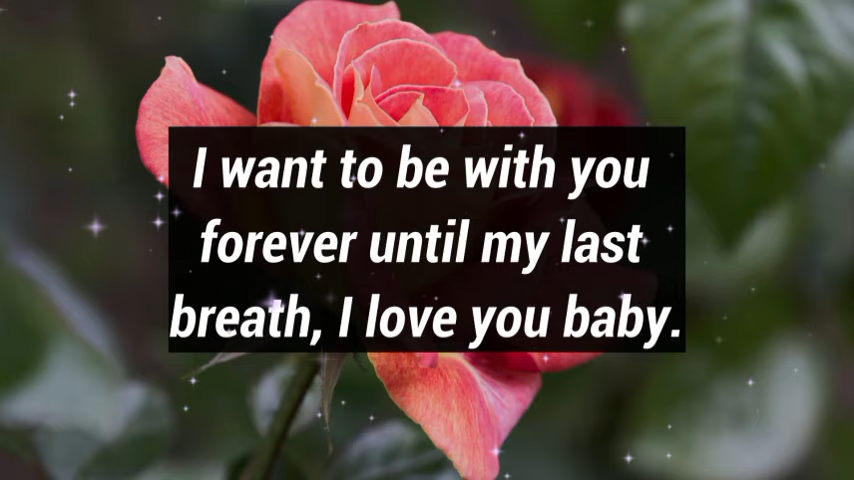 I want to be with you
forever until my last
breath, I love you baby.